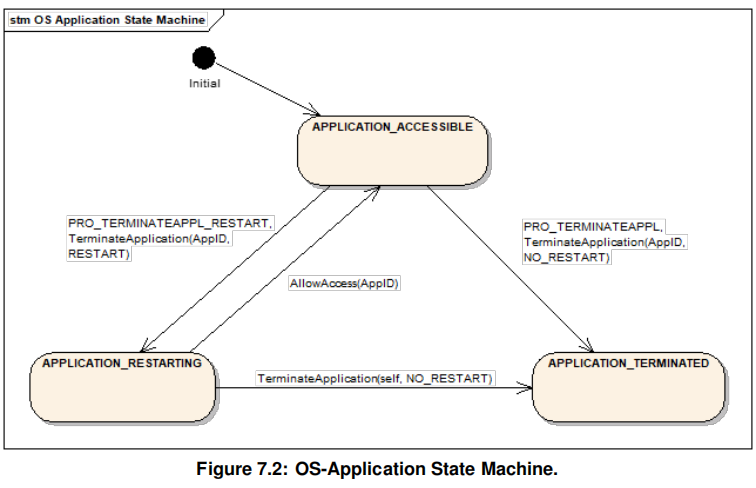 stm OS Application State Machine
Initial
APPLICATION_ACCESSIBLE
PRO_TERMINATEAPPL_RESTART,
TerminateApplication(AppID,
RESTART)
PRO_TERMINATEAPPL,
TerminateApplication(AppID,
NO_RESTART)
AllowAccess(AppID)
APPLICATION_RESTARTING
APPLICATION_TERMINATED
TerminateApplication(self, NO_RESTART)
Figure 7.2: OS-Application State Machine.